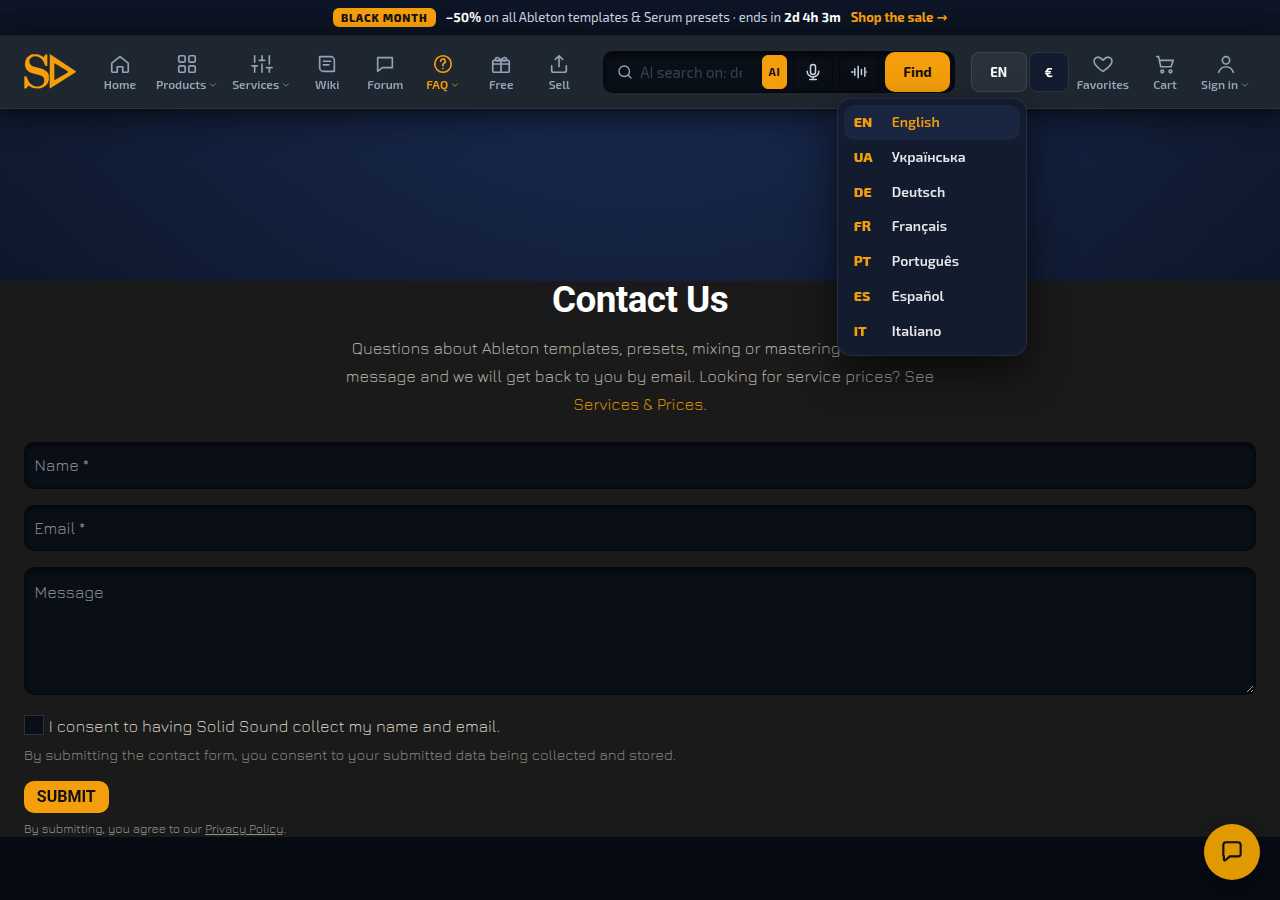 BLACK MONTH −50% on all Ableton templates & Serum presets · ends in 2d 4h 3m Shop the sale →
Home Products Services Wiki Forum FAQ Free Sell AI search on: dr AI Find EN € Favorites Cart Sign in
EN English
UA Українська
DE Deutsch
FR Français
PT Português
ES Español
IT Italiano
Contact Us
Questions about Ableton templates, presets, mixing or mastering
message and we will get back to you by email. Looking for service prices? See
Services & Prices.
Name *
Email *
Message
I consent to having Solid Sound collect my name and email.
By submitting the contact form, you consent to your submitted data being collected and stored.
SUBMIT
By submitting, you agree to our Privacy Policy.